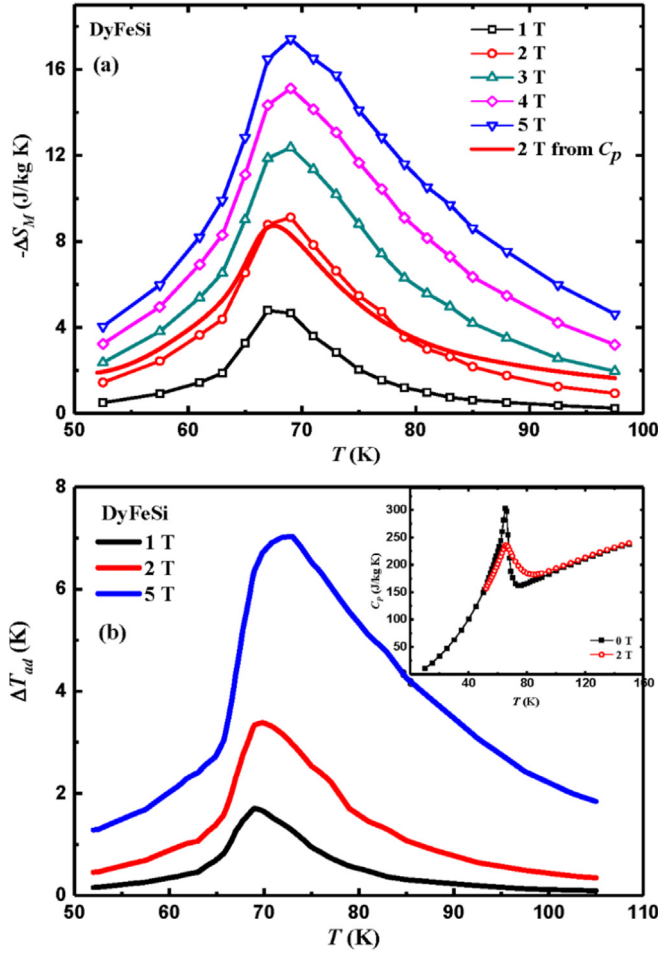 DyFeSi
(a)
1 T
2 T
3 T
4 T
5 T
2 T from Cp
-ΔSM (J/kg K)
16
12
8
4
0
50 60 70 80 90 100
T (K)
DyFeSi
1 T
2 T
5 T
(b)
ΔTad (K)
8
6
4
2
0
50 60 70 80 90 100 110
T (K)
Cp (J/kg K)
300
250
200
150
100
50
40 80 120 160
T (K)
0 T
2 T